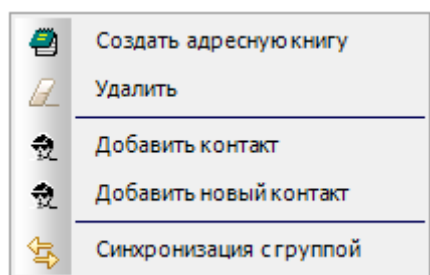 Создать адресную книгу
Удалить
Добавить контакт
Добавить новый контакт
Синхронизация с группой